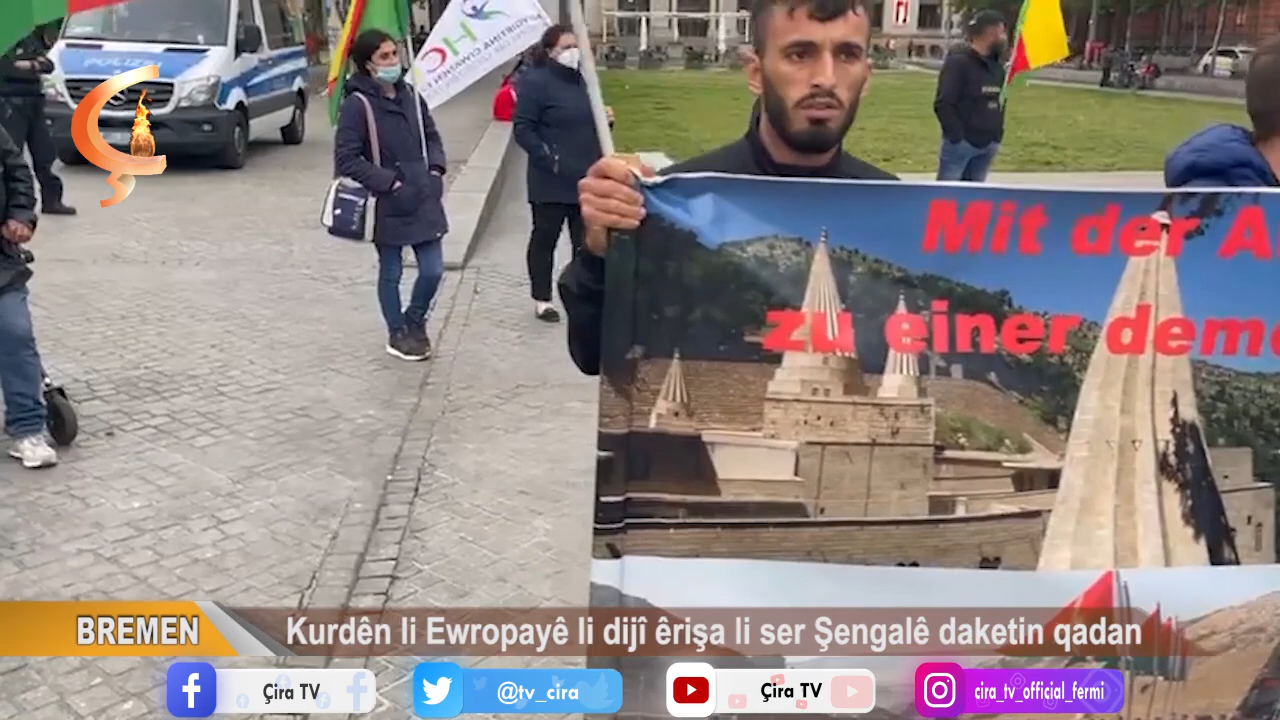 POLIZEI
HC
Mit der A
zu einer dem
BREMEN
Kurdên li Ewropayê li dijî êrişa li ser Şengalê daketin qadan
Çira TV
@tv_cira
Çira TV
cira_tv_official_fermi